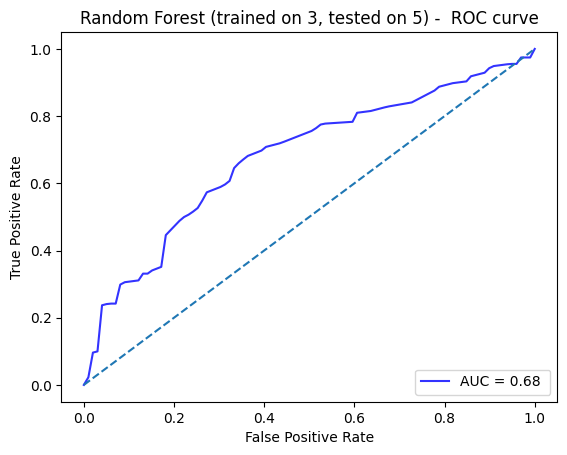 Random Forest (trained on 3, tested on 5) -  ROC curve
True Positive Rate
1.0
0.8
0.6
0.4
0.2
0.0
AUC = 0.68
0.0 0.2 0.4 0.6 0.8 1.0
False Positive Rate